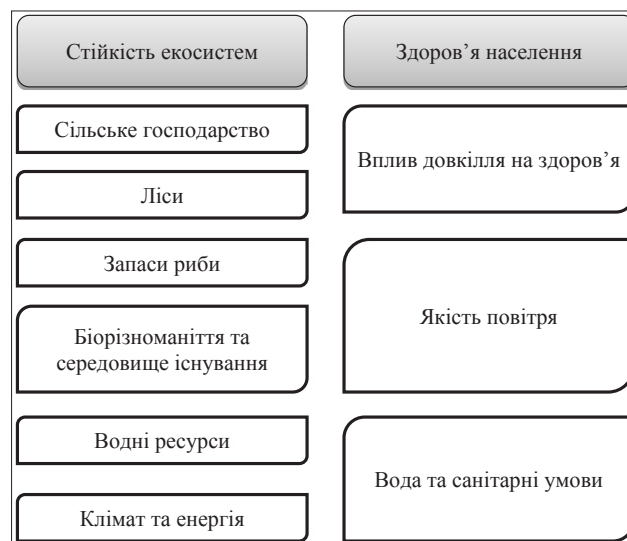 Стійкість екосистем
Сільське господарство
Ліси
Запаси риби
Біорізноманіття та
середовище існування
Водні ресурси
Клімат та енергія
Здоров’я населення
Вплив довкілля на здоров’я
Якість повітря
Вода та санітарні умови